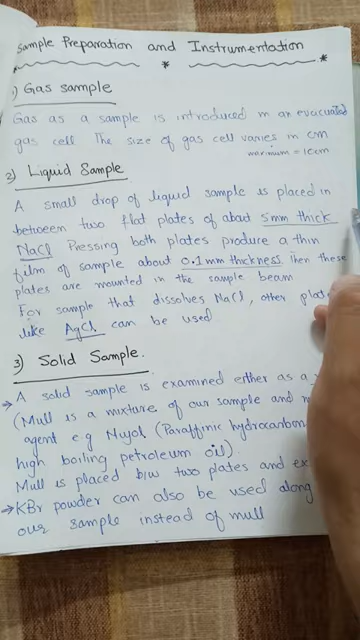 Sample Preparation and Instrumentation
1) Gas Sample
Gas as a sample is introduced in an evacuated
gas cell The size of gas cell varies in cm
maximum = 10cm
2) Liquid Sample
A small drop of liquid sample is placed in
between two flat plates of about 5mm thick
NaCl Pressing both plates produce a thin
film of sample about 0.1mm thickness. Then these
plates are mounted in the sample beam
For sample that dissolves NaCl, other plate
like AgCl can be used
3) Solid Sample.
→ A solid sample is examined either as a
(Mull is a mixture of our sample and
agent e.g Nujol (Paraffinic hydrocarbon
high boiling petroleum oil).
Mull is placed b/w two plates and
→ KBr powder can also be used along
our sample instead of mull